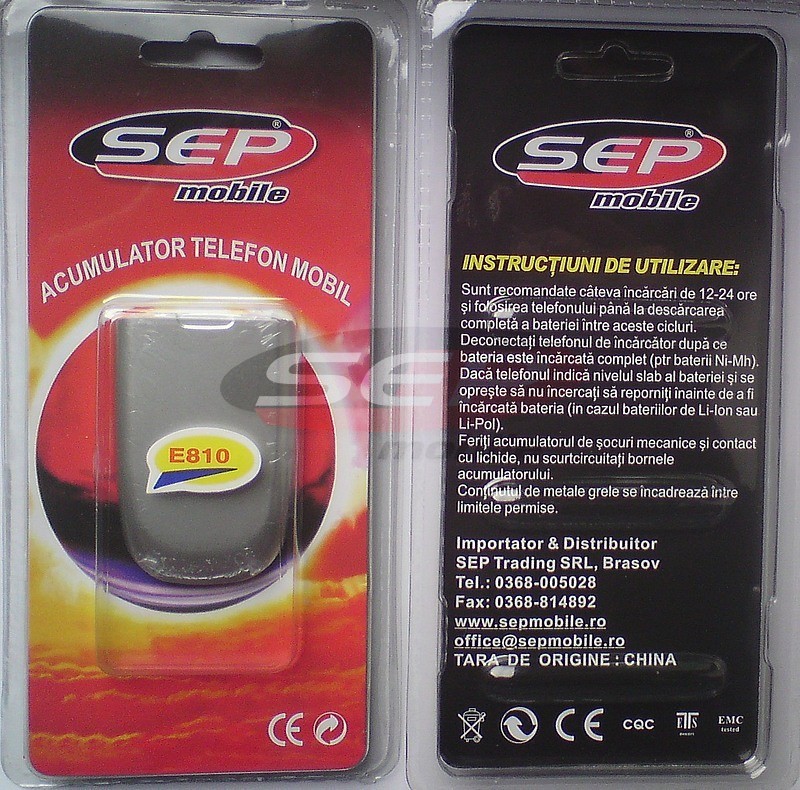 SEP®
mobile
ACUMULATOR TELEFON MOBIL
E810
CE
SEP®
mobile
INSTRUCȚIUNI DE UTILIZARE:
Sunt recomandate câteva încărcări de 12-24 ore
și folosirea telefonului până la descărcarea
completă a bateriei între aceste cicluri.
Deconectați telefonul de încărcător după ce
bateria este încărcată complet (ptr baterii Ni-Mh).
Dacă telefonul indică nivelul slab al bateriei și se
oprește să nu încercați să reporniți înainte de a fi
încărcată bateria (in cazul bateriilor de Li-Ion sau
Li-Pol).
Feriți acumulatorul de șocuri mecanice și contact
cu lichide, nu scurtcircuitați bornele
acumulatorului.
Conținutul de metale grele se incadrează între
limitele permise.
Importator & Distribuitor
SEP Trading SRL, Brasov
Tel.: 0368-005028
Fax: 0368-814892
www.sepmobile.ro
office@sepmobile.ro
TARA DE ORIGINE : CHINA
CE
CQC
ETS
EMC
tested
SEP
mobile